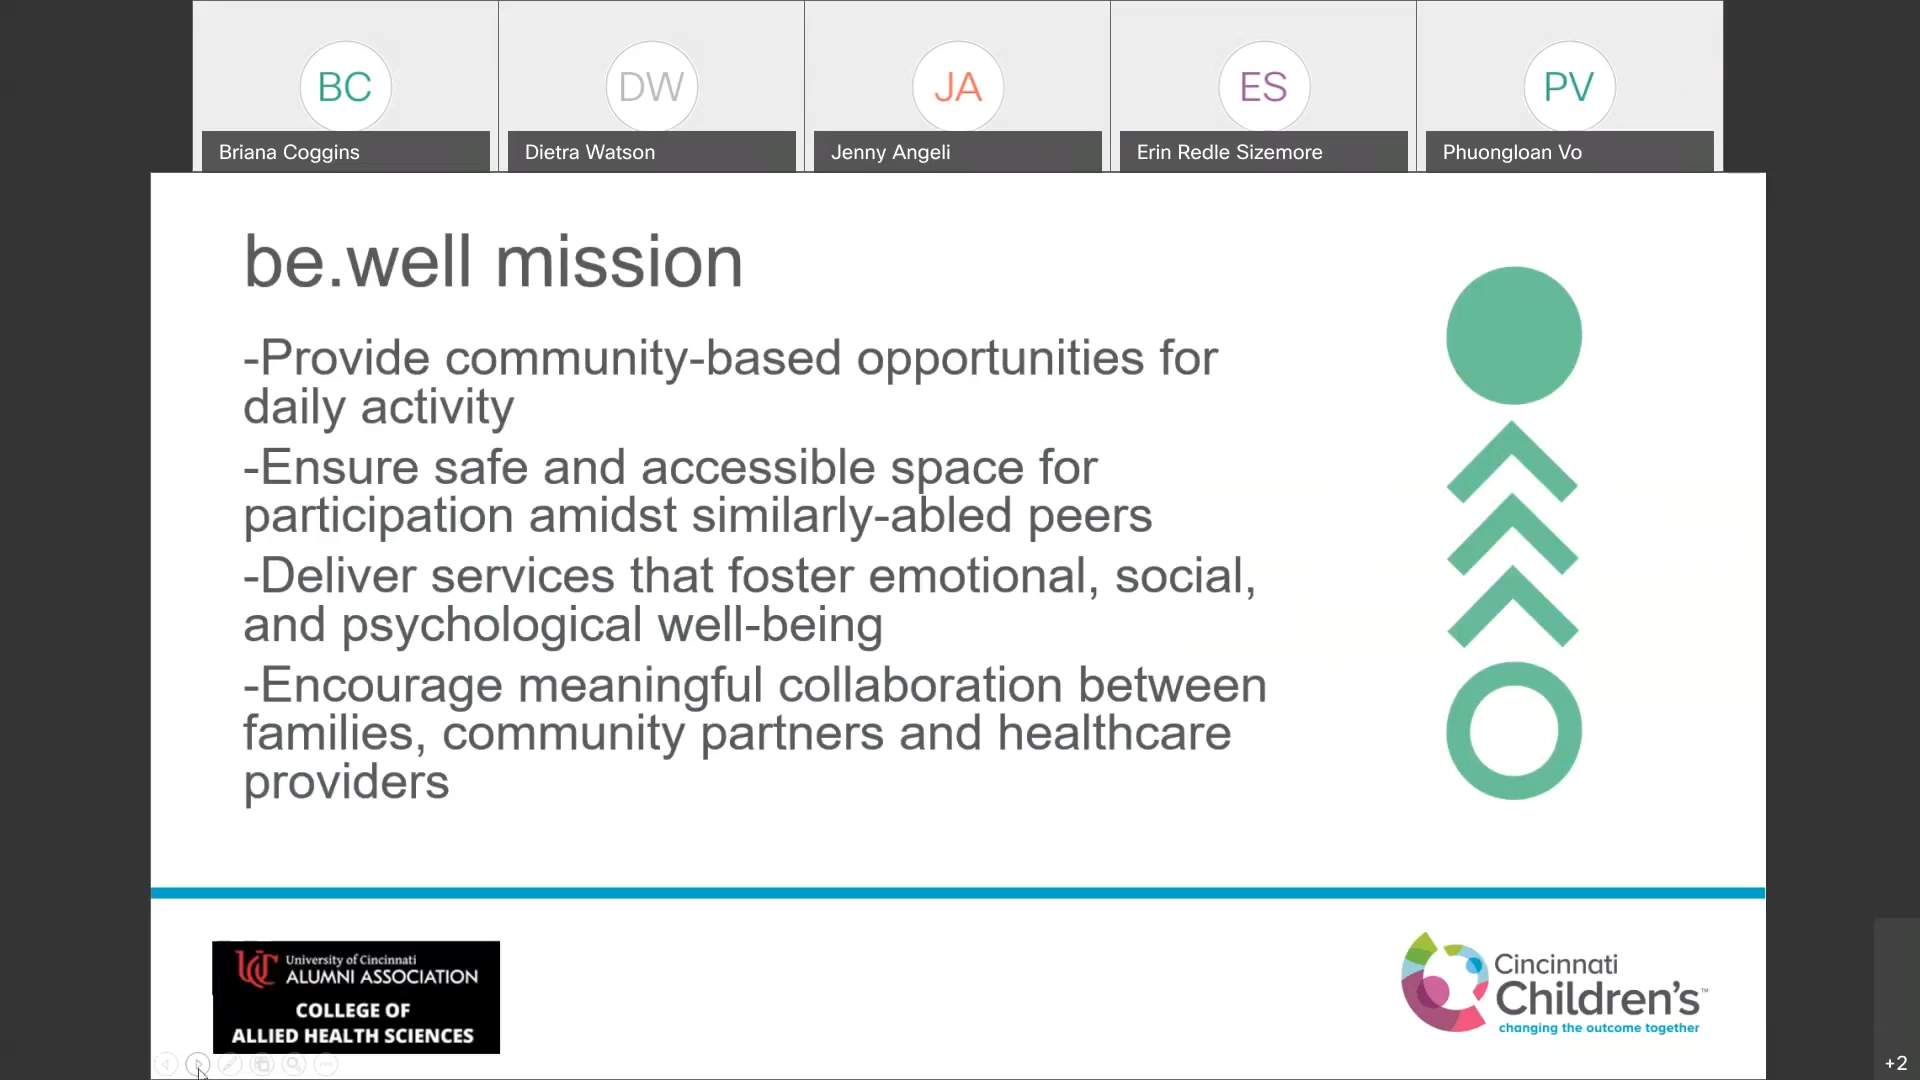 BC
DW
JA
ES
PV
Briana Coggins
Dietra Watson
Jenny Angeli
Erin Redle Sizemore
Phuongloan Vo
be.well mission
-Provide community-based opportunities for
daily activity
-Ensure safe and accessible space for
participation amidst similarly-abled peers
-Deliver services that foster emotional, social,
and psychological well-being
-Encourage meaningful collaboration between
families, community partners and healthcare
providers
UC
University of Cincinnati
ALUMNI ASSOCIATION
COLLEGE OF
ALLIED HEALTH SCIENCES
Cincinnati
Children's™
changing the outcome together
+2